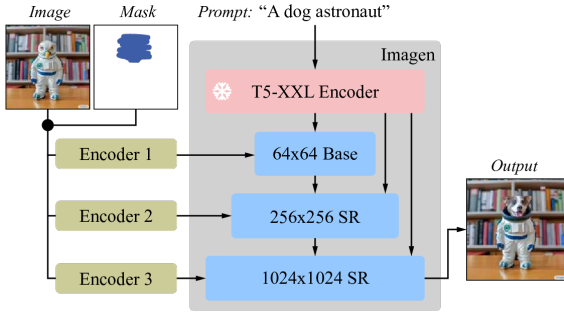 Image
Mask
Prompt: “A dog astronaut”
Imagen
T5-XXL Encoder
Encoder 1
64x64 Base
Output
Encoder 2
256x256 SR
Encoder 3
1024x1024 SR